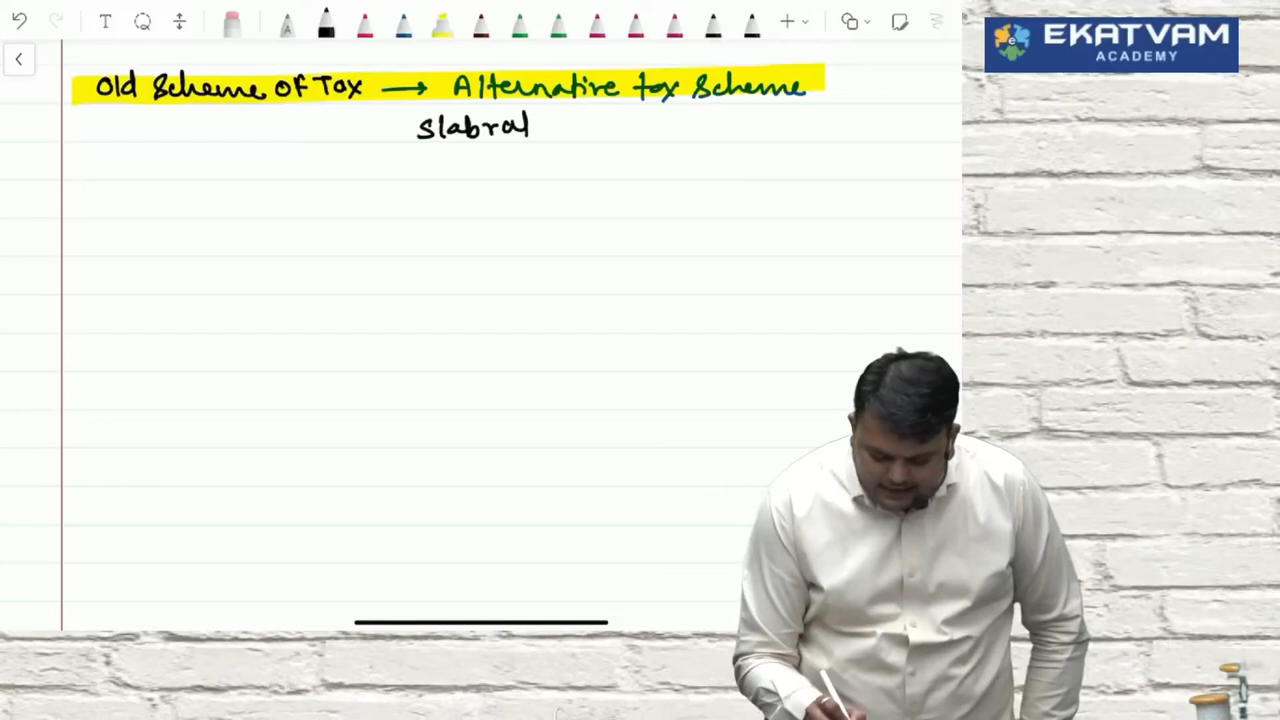 EKATVAM
ACADEMY
Old Scheme of Tax → Alternative tax Scheme
Slabrat